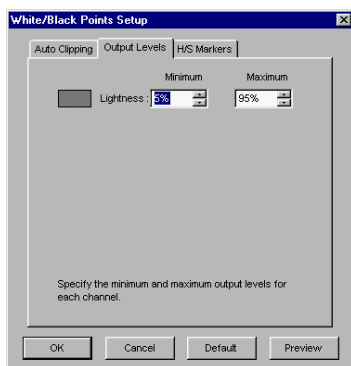 White/Black Points Setup
Auto Clipping Output Levels H/S Markers
Minimum Maximum
Lightness : 5% 95%
Specify the minimum and maximum output levels for
each channel.
OK Cancel Default Preview